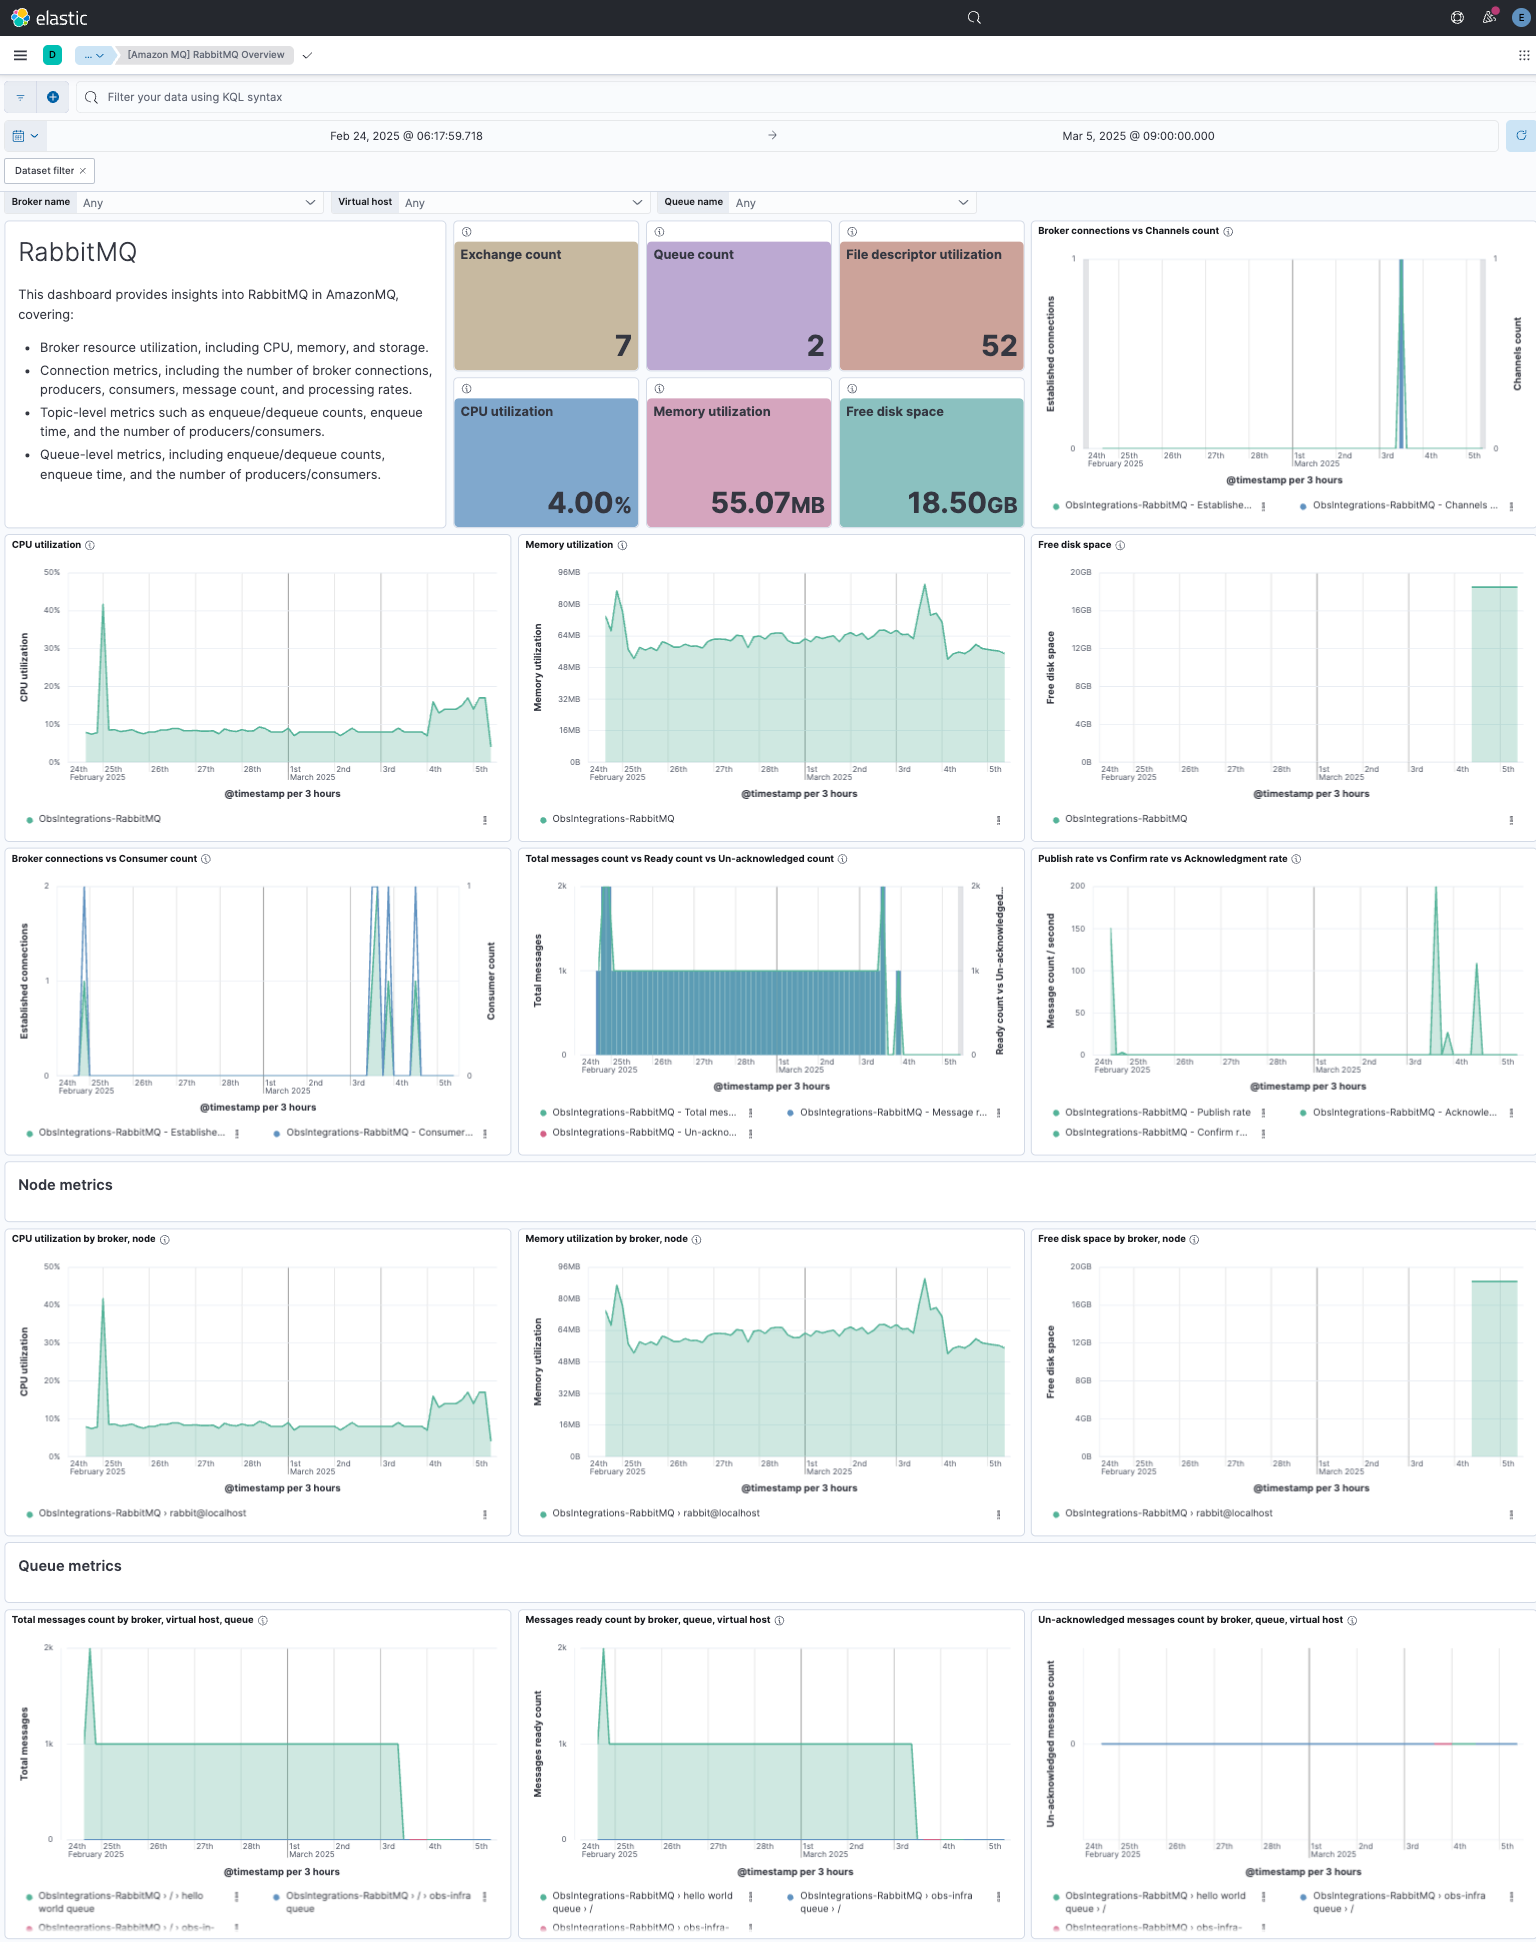 elastic
E
D
...
[Amazon MQ] RabbitMQ Overview
Filter your data using KQL syntax
Feb 24, 2025 @ 06:17:59.718 → Mar 5, 2025 @ 09:00:00.000
Dataset filter ×
Broker name Any
Virtual host Any
Queue name Any
RabbitMQ
This dashboard provides insights into RabbitMQ in AmazonMQ,
covering:
• Broker resource utilization, including CPU, memory, and storage.
• Connection metrics, including the number of broker connections,
producers, consumers, message count, and processing rates.
• Topic-level metrics such as enqueue/dequeue counts, enqueue
time, and the number of producers/consumers.
• Queue-level metrics, including enqueue/dequeue counts,
enqueue time, and the number of producers/consumers.
Exchange count
7
Queue count
2
File descriptor utilization
52
CPU utilization
4.00%
Memory utilization
55.07MB
Free disk space
18.50GB
Broker connections vs Channels count
1
0
Established connections
1
0
Channels count
24th 25th 26th 27th 28th 1st 2nd 3rd 4th 5th
February 2025 March 2025
@timestamp per 3 hours
ObsIntegrations-RabbitMQ - Establishe...
ObsIntegrations-RabbitMQ - Channels ...
CPU utilization
50%
40%
30%
20%
10%
0%
CPU utilization
24th 25th 26th 27th 28th 1st 2nd 3rd 4th 5th
February 2025 March 2025
@timestamp per 3 hours
ObsIntegrations-RabbitMQ
Memory utilization
96MB
80MB
64MB
48MB
32MB
16MB
0B
Memory utilization
24th 25th 26th 27th 28th 1st 2nd 3rd 4th 5th
February 2025 March 2025
@timestamp per 3 hours
ObsIntegrations-RabbitMQ
Free disk space
20GB
16GB
12GB
8GB
4GB
0B
Free disk space
24th 25th 26th 27th 28th 1st 2nd 3rd 4th 5th
February 2025 March 2025
@timestamp per 3 hours
ObsIntegrations-RabbitMQ
Broker connections vs Consumer count
2
1
0
Established connections
1
0
Consumer count
24th 25th 26th 27th 28th 1st 2nd 3rd 4th 5th
February 2025 March 2025
@timestamp per 3 hours
ObsIntegrations-RabbitMQ - Establishe...
ObsIntegrations-RabbitMQ - Consumer...
Total messages count vs Ready count vs Un-acknowledged count
2k
1k
0
Total messages
2k
1k
0
Ready count vs Un-acknowledged...
24th 25th 26th 27th 28th 1st 2nd 3rd 4th 5th
February 2025 March 2025
@timestamp per 3 hours
ObsIntegrations-RabbitMQ - Total mes...
ObsIntegrations-RabbitMQ - Message r...
ObsIntegrations-RabbitMQ - Un-ackno...
Publish rate vs Confirm rate vs Acknowledgment rate
200
150
100
50
0
Message count / second
24th 25th 26th 27th 28th 1st 2nd 3rd 4th 5th
February 2025 March 2025
@timestamp per 3 hours
ObsIntegrations-RabbitMQ - Publish rate
ObsIntegrations-RabbitMQ - Acknowle...
ObsIntegrations-RabbitMQ - Confirm r...
Node metrics
CPU utilization by broker, node
50%
40%
30%
20%
10%
0%
CPU utilization
24th 25th 26th 27th 28th 1st 2nd 3rd 4th 5th
February 2025 March 2025
@timestamp per 3 hours
ObsIntegrations-RabbitMQ › rabbit@localhost
Memory utilization by broker, node
96MB
80MB
64MB
48MB
32MB
16MB
0B
Memory utilization
24th 25th 26th 27th 28th 1st 2nd 3rd 4th 5th
February 2025 March 2025
@timestamp per 3 hours
ObsIntegrations-RabbitMQ › rabbit@localhost
Free disk space by broker, node
20GB
16GB
12GB
8GB
4GB
0B
Free disk space
24th 25th 26th 27th 28th 1st 2nd 3rd 4th 5th
February 2025 March 2025
@timestamp per 3 hours
ObsIntegrations-RabbitMQ › rabbit@localhost
Queue metrics
Total messages count by broker, virtual host, queue
2k
1k
0
Total messages
24th 25th 26th 27th 28th 1st 2nd 3rd 4th 5th
February 2025 March 2025
@timestamp per 3 hours
ObsIntegrations-RabbitMQ › / › hello
world queue
ObsIntegrations-RabbitMQ › / › obs-infra
queue
ObsIntegrations-RabbitMQ › / › obs-in-
Messages ready count by broker, queue, virtual host
2k
1k
0
Messages ready count
24th 25th 26th 27th 28th 1st 2nd 3rd 4th 5th
February 2025 March 2025
@timestamp per 3 hours
ObsIntegrations-RabbitMQ › hello world
queue › /
ObsIntegrations-RabbitMQ › obs-infra
queue › /
ObsIntegrations-RabbitMQ › obs-infra-
Un-acknowledged messages count by broker, queue, virtual host
0
Un-acknowledged messages count
24th 25th 26th 27th 28th 1st 2nd 3rd 4th 5th
February 2025 March 2025
@timestamp per 3 hours
ObsIntegrations-RabbitMQ › hello world
queue › /
ObsIntegrations-RabbitMQ › obs-infra
queue › /
ObsIntegrations-RabbitMQ › obs-infra-